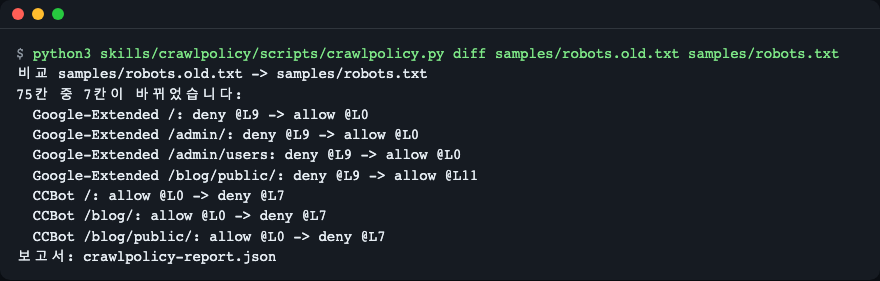 $ python3 skills/crawlpolicy/scripts/crawlpolicy.py diff samples/robots.old.txt samples/robots.txt
비교 samples/robots.old.txt -> samples/robots.txt
75칸 중 7칸이 바뀌었습니다:
Google-Extended /: deny @L9 -> allow @L0
Google-Extended /admin/: deny @L9 -> allow @L0
Google-Extended /admin/users: deny @L9 -> allow @L0
Google-Extended /blog/public/: deny @L9 -> allow @L11
CCBot /: allow @L0 -> deny @L7
CCBot /blog/: allow @L0 -> deny @L7
CCBot /blog/public/: allow @L0 -> deny @L7
보고서: crawlpolicy-report.json